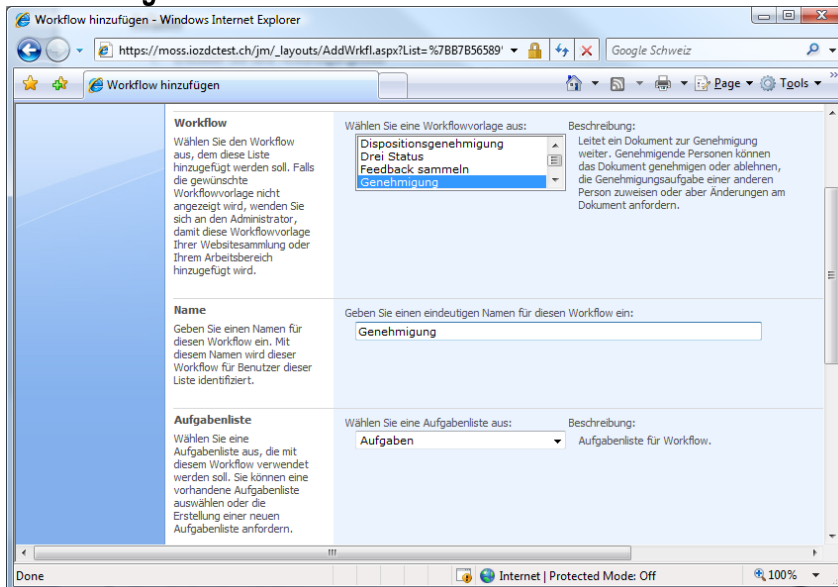 Workflow hinzufügen - Windows Internet Explorer
https://moss.iozdctest.ch/jm/_layouts/AddWrkfl.aspx?List=%7BB7B56589'
Google Schweiz
Workflow hinzufügen
Page
Tools
Workflow
Wählen Sie den Workflow
aus, dem diese Liste
hinzugefügt werden soll. Falls
die gewünschte
Workflowvorlage nicht
angezeigt wird, wenden Sie
sich an den Administrator,
damit diese Workflowvorlage
Ihrer Websitesammlung oder
Ihrem Arbeitsbereich
hinzugefügt wird.
Wählen Sie eine Workflowvorlage aus:
Dispositionsgenehmigung
Drei Status
Feedback sammeln
Genehmigung
Beschreibung:
Leitet ein Dokument zur Genehmigung
weiter. Genehmigende Personen können
das Dokument genehmigen oder ablehnen,
die Genehmigungsaufgabe einer anderen
Person zuweisen oder aber Änderungen am
Dokument anfordern.
Name
Geben Sie einen Namen für
diesen Workflow ein. Mit
diesem Namen wird dieser
Workflow für Benutzer dieser
Liste identifiziert.
Geben Sie einen eindeutigen Namen für diesen Workflow ein:
Genehmigung
Aufgabenliste
Wählen Sie eine
Aufgabenliste aus, die mit
diesem Workflow verwendet
werden soll. Sie können eine
vorhandene Aufgabenliste
auswählen oder die
Erstellung einer neuen
Aufgabenliste anfordern.
Wählen Sie eine Aufgabenliste aus:
Aufgaben
Beschreibung:
Aufgabenliste für Workflow.
Done
Internet | Protected Mode: Off
100%